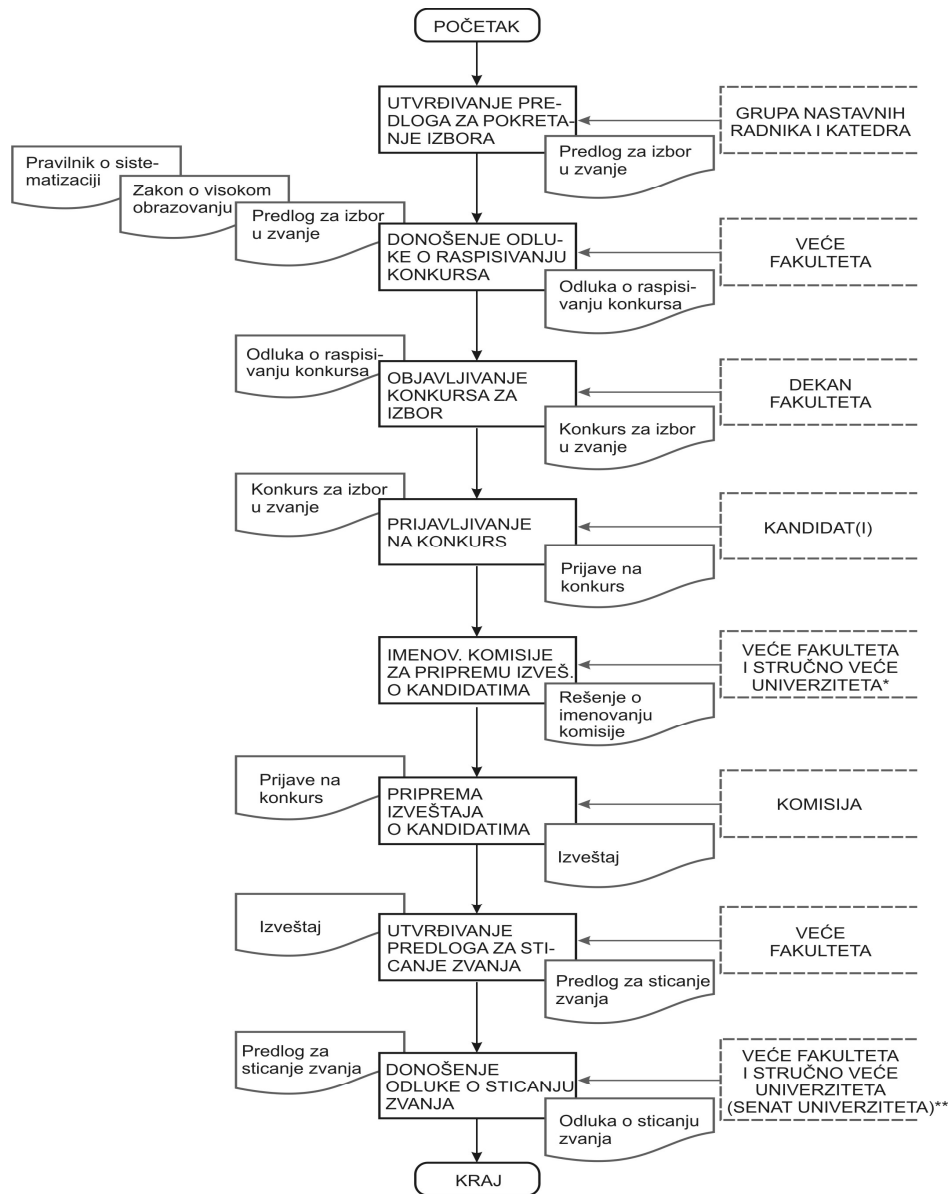 POČETAK
UTVRĐIVANJE PRE-
DLOGA ZA POKRETA-
NJE IZBORA
GRUPA NASTAVNIH
RADNIKA I KATEDRA
Predlog za izbor
u zvanje
Pravilnik o siste-
matizaciji
Zakon o visokom
obrazovanju
Predlog za izbor
u zvanje
DONOŠENJE ODLU-
KE O RASPISIVANJU
KONKURSA
VEĆE
FAKULTETA
Odluka o raspisi-
vanju konkursa
Odluka o raspisi-
vanju konkursa
OBJAVLJIVANJE
KONKURSA ZA
IZBOR
DEKAN
FAKULTETA
Konkurs za izbor
u zvanje
Konkurs za izbor
u zvanje
PRIJAVLJIVANJE
NA KONKURS
KANDIDAT(I)
Prijave na
konkurs
IMENOV. KOMISIJE
ZA PRIPREMU IZVEŠ.
O KANDIDATIMA
VEĆE FAKULTETA
I STRUČNO VEĆE
UNIVERZITETA*
Rešenje o
imenovanju
komisije
Prijave na
konkurs
PRIPREMA
IZVEŠTAJA
O KANDIDATIMA
KOMISIJA
Izveštaj
Izveštaj
UTVRĐIVANJE
PREDLOGA ZA STI-
CANJE ZVANJA
VEĆE
FAKULTETA
Predlog za sticanje
zvanja
Predlog za
sticanje zvanja
DONOŠENJE
ODLUKE O STICANJU
ZVANJA
VEĆE FAKULTETA
I STRUČNO VEĆE
UNIVERZITETA
(SENAT UNIVERZITETA)**
Odluka o sticanju
zvanja
KRAJ